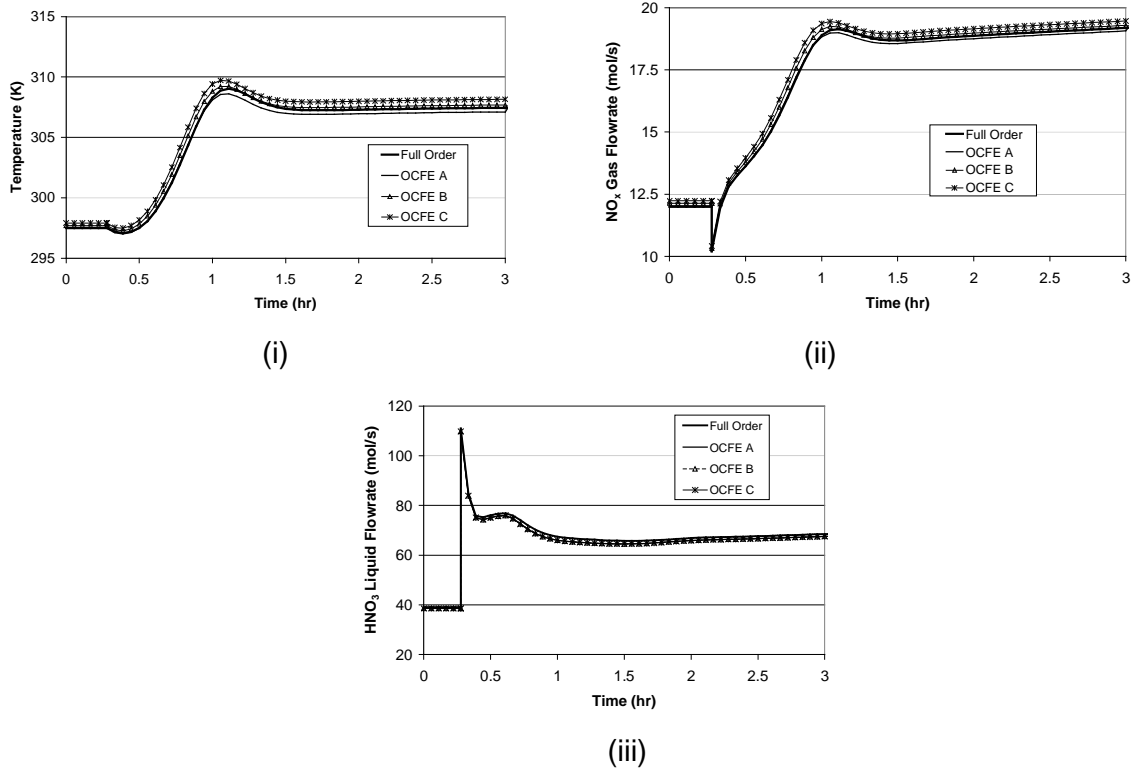 315
310
305
300
295
Temperature (K)
0 0.5 1 1.5 2 2.5 3
Time (hr)
Full Order
OCFE A
OCFE B
OCFE C
(i)
20
17.5
15
12.5
10
NOx Gas Flowrate (mol/s)
0 0.5 1 1.5 2 2.5 3
Time (hr)
Full Order
OCFE A
OCFE B
OCFE C
(ii)
120
100
80
60
40
20
HNO3 Liquid Flowrate (mol/s)
0 0.5 1 1.5 2 2.5 3
Time (hr)
Full Order
OCFE A
OCFE B
OCFE C
(iii)